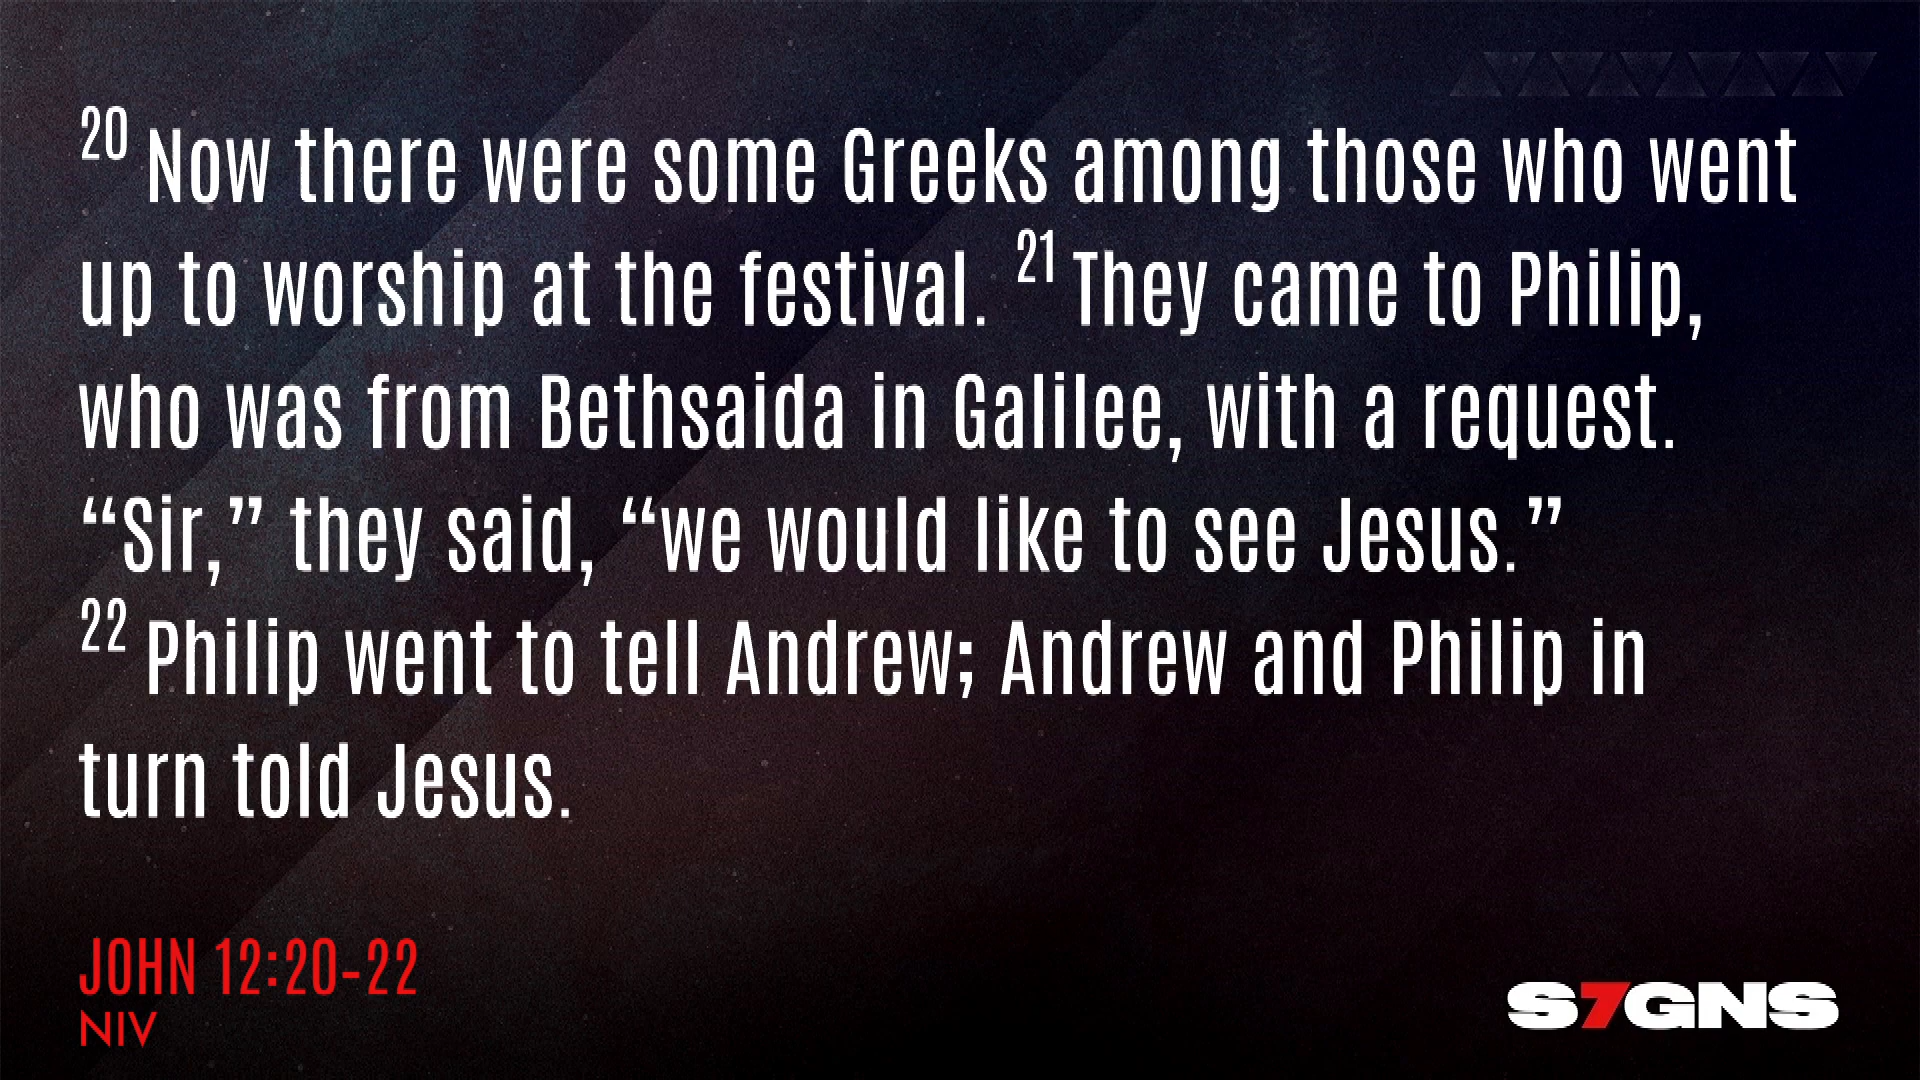 20 Now there were some Greeks among those who went
up to worship at the festival. 21 They came to Philip,
who was from Bethsaida in Galilee, with a request.
“Sir,” they said, “we would like to see Jesus.”
22 Philip went to tell Andrew; Andrew and Philip in
turn told Jesus.
JOHN 12:20-22
NIV
S7GNS